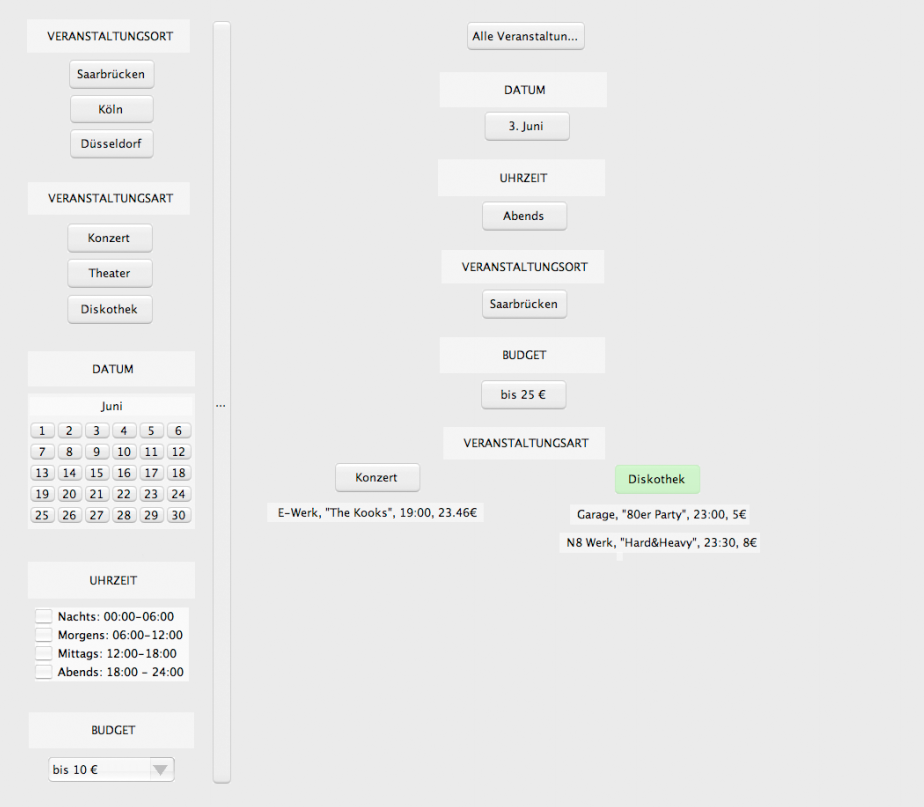 VERANSTALTUNGSORT
Saarbrücken
Köln
Düsseldorf
VERANSTALTUNGSART
Konzert
Theater
Diskothek
DATUM
Juni
1 2 3 4 5 6
7 8 9 10 11 12
13 14 15 16 17 18
19 20 21 22 23 24
25 26 27 28 29 30
UHRZEIT
Nachts: 00:00-06:00
Morgens: 06:00-12:00
Mittags: 12:00-18:00
Abends: 18:00 - 24:00
BUDGET
bis 10 €
...
Alle Veranstaltun...
DATUM
3. Juni
UHRZEIT
Abends
VERANSTALTUNGSORT
Saarbrücken
BUDGET
bis 25 €
VERANSTALTUNGSART
Konzert
E-Werk, "The Kooks", 19:00, 23.46€
Diskothek
Garage, "80er Party", 23:00, 5€
N8 Werk, "Hard&Heavy", 23:30, 8€